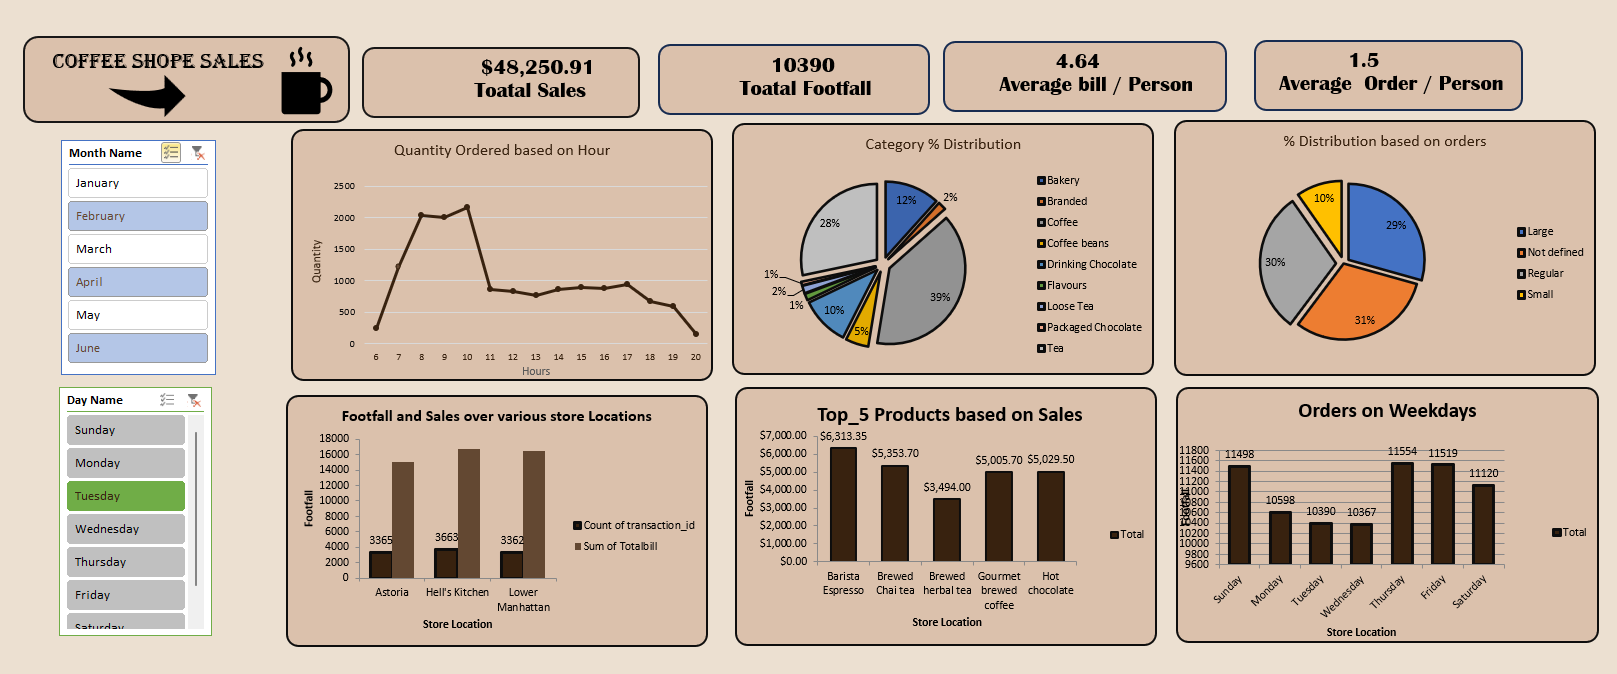 COFFEE SHOPE SALES
$48,250.91
Toatal Sales
10390
Toatal Footfall
4.64
Average bill / Person
1.5
Average Order / Person
Month Name
January
February
March
April
May
June
Day Name
Sunday
Monday
Tuesday
Wednesday
Thursday
Friday
Saturday
Quantity Ordered based on Hour
Quantity
2500
2000
1500
1000
500
0
6 7 8 9 10 11 12 13 14 15 16 17 18 19 20
Hours
Category % Distribution
12%
2%
39%
5%
10%
1%
2%
1%
28%
Bakery
Branded
Coffee
Coffee beans
Drinking Chocolate
Flavours
Loose Tea
Packaged Chocolate
Tea
% Distribution based on orders
29%
31%
30%
10%
Large
Not defined
Regular
Small
Footfall and Sales over various store Locations
Footfall
18000
16000
14000
12000
10000
8000
6000
4000
2000
0
3365 3663 3362
Astoria Hell's Kitchen Lower
Manhattan
Store Location
Count of transaction_id
Sum of Totalbill
Top_5 Products based on Sales
Footfall
$7,000.00
$6,000.00
$5,000.00
$4,000.00
$3,000.00
$2,000.00
$1,000.00
$0.00
$6,313.35
$5,353.70
$3,494.00
$5,005.70
$5,029.50
Barista Brewed Brewed Gourmet Hot
Espresso Chai tea herbal tea brewed chocolate
coffee
Store Location
Total
Orders on Weekdays
11800
11600
11400
11200
11000
10800
10600
10400
10200
10000
9800
9600
11498
10598
10390
10367
11554
11519
11120
Sunday
Monday
Tuesday
Wednesday
Thursday
Friday
Saturday
Store Location
Total